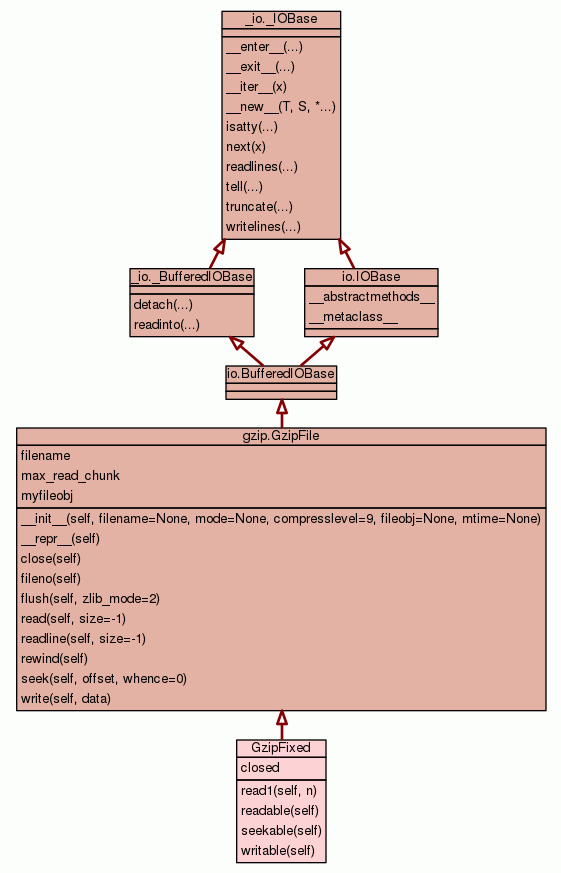 _io._IOBase
__enter__(...)
__exit__(...)
__iter__(x)
__new__(T, S, *...)
isatty(...)
next(x)
readlines(...)
tell(...)
truncate(...)
writelines(...)
_io._BufferedIOBase
detach(...)
readinto(...)
io.IOBase
__abstractmethods__
__metaclass__
io.BufferedIOBase
gzip.GzipFile
filename
max_read_chunk
myfileobj
__init__(self, filename=None, mode=None, compresslevel=9, fileobj=None, mtime=None)
__repr__(self)
close(self)
fileno(self)
flush(self, zlib_mode=2)
read(self, size=-1)
readline(self, size=-1)
rewind(self)
seek(self, offset, whence=0)
write(self, data)
GzipFixed
closed
read1(self, n)
readable(self)
seekable(self)
writable(self)